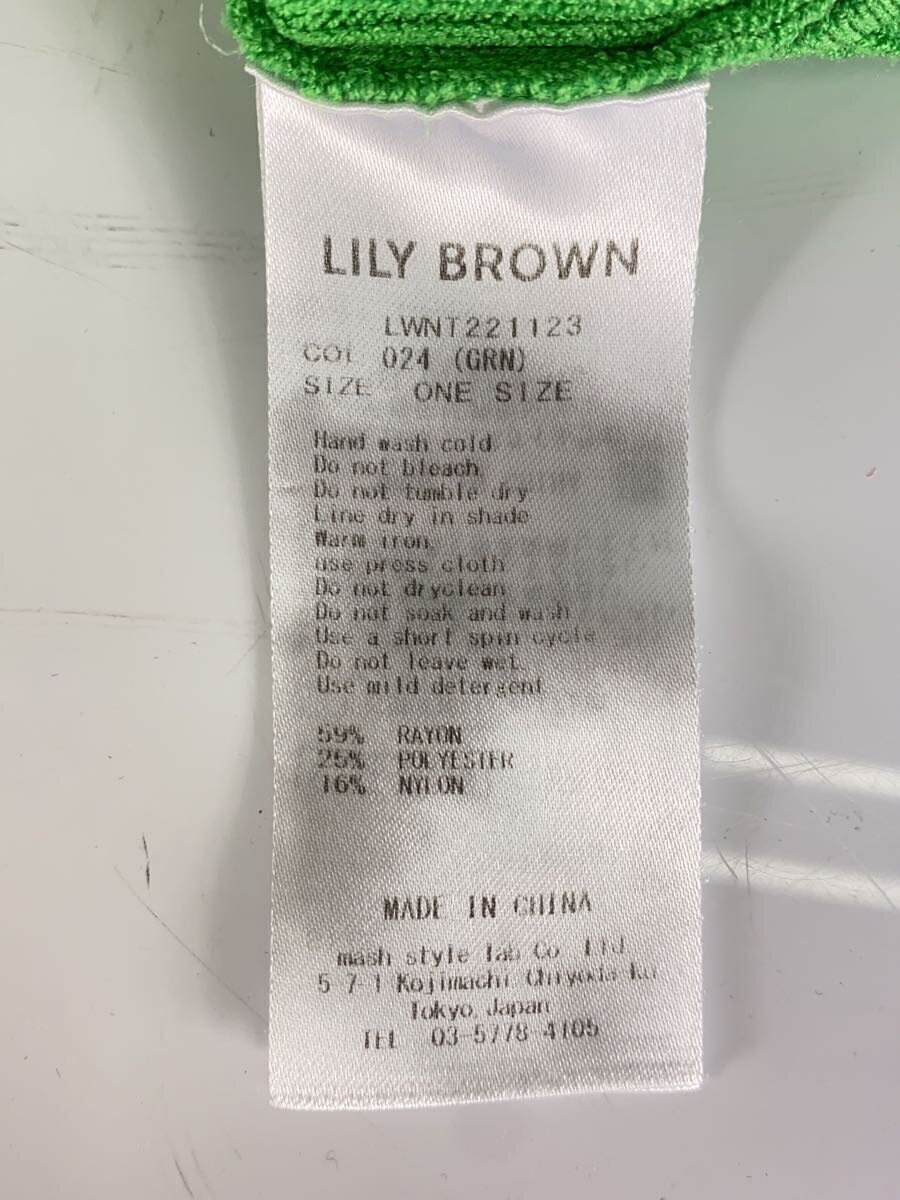 LILY BROWN
LWNT221123
COL 024 (GRN)
SIZE ONE SIZE
Hand wash cold.
Do not bleach.
Do not tumble dry
Line dry in shade
Warm iron.
use press cloth
Do not dryclean
Do not soak and wash
Use a short spin cycle
Do not leave wet.
Use mild detergent
59% RAYON
25% POLYESTER
16% NYLON
MADE IN CHINA
mash style lab Co. Ltd.
5-7-1 Kojimachi Chiyoda-ku
Tokyo, Japan
TEL 03-5778-4105